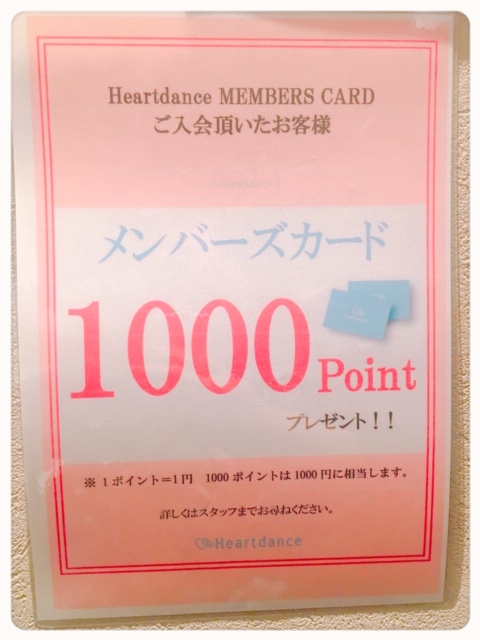 Heartdance MEMBERS CARD
ご入会頂いたお客様
メンバーズカード
1000 Point
プレゼント！！
※ 1ポイント＝1円　1000ポイントは1000円に相当します。
詳しくはスタッフまでお尋ねください。
Heartdance